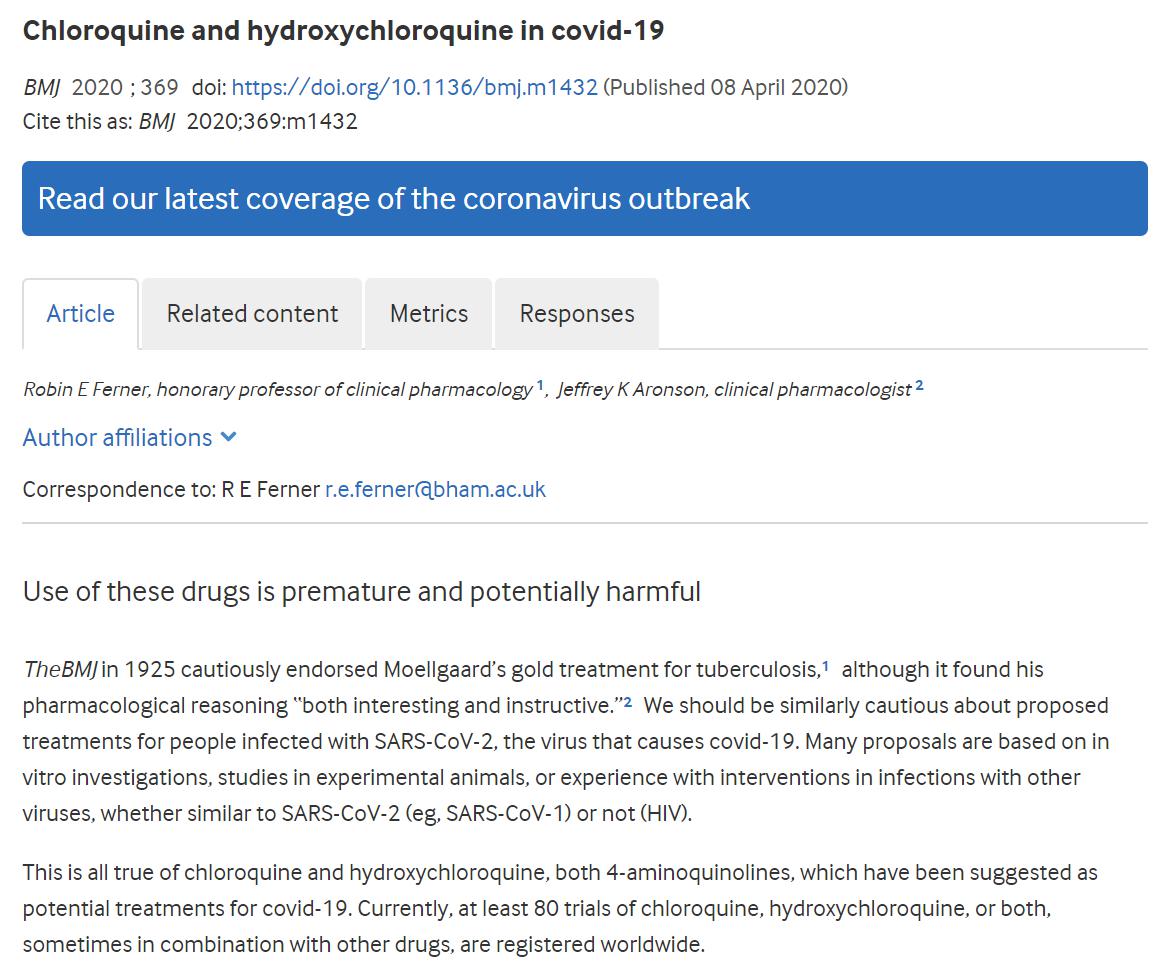 Chloroquine and hydroxychloroquine in covid-19
BMJ 2020 ; 369 doi: https://doi.org/10.1136/bmj.m1432 (Published 08 April 2020)
Cite this as: BMJ 2020;369:m1432
Read our latest coverage of the coronavirus outbreak
Article Related content Metrics Responses
Robin E Ferner, honorary professor of clinical pharmacology 1, Jeffrey K Aronson, clinical pharmacologist 2
Author affiliations
Correspondence to: R E Ferner r.e.ferner@bham.ac.uk
Use of these drugs is premature and potentially harmful
TheBMJ in 1925 cautiously endorsed Moellgaard’s gold treatment for tuberculosis,1 although it found his
pharmacological reasoning “both interesting and instructive.”2 We should be similarly cautious about proposed
treatments for people infected with SARS-CoV-2, the virus that causes covid-19. Many proposals are based on in
vitro investigations, studies in experimental animals, or experience with interventions in infections with other
viruses, whether similar to SARS-CoV-2 (eg, SARS-CoV-1) or not (HIV).
This is all true of chloroquine and hydroxychloroquine, both 4-aminoquinolines, which have been suggested as
potential treatments for covid-19. Currently, at least 80 trials of chloroquine, hydroxychloroquine, or both,
sometimes in combination with other drugs, are registered worldwide.